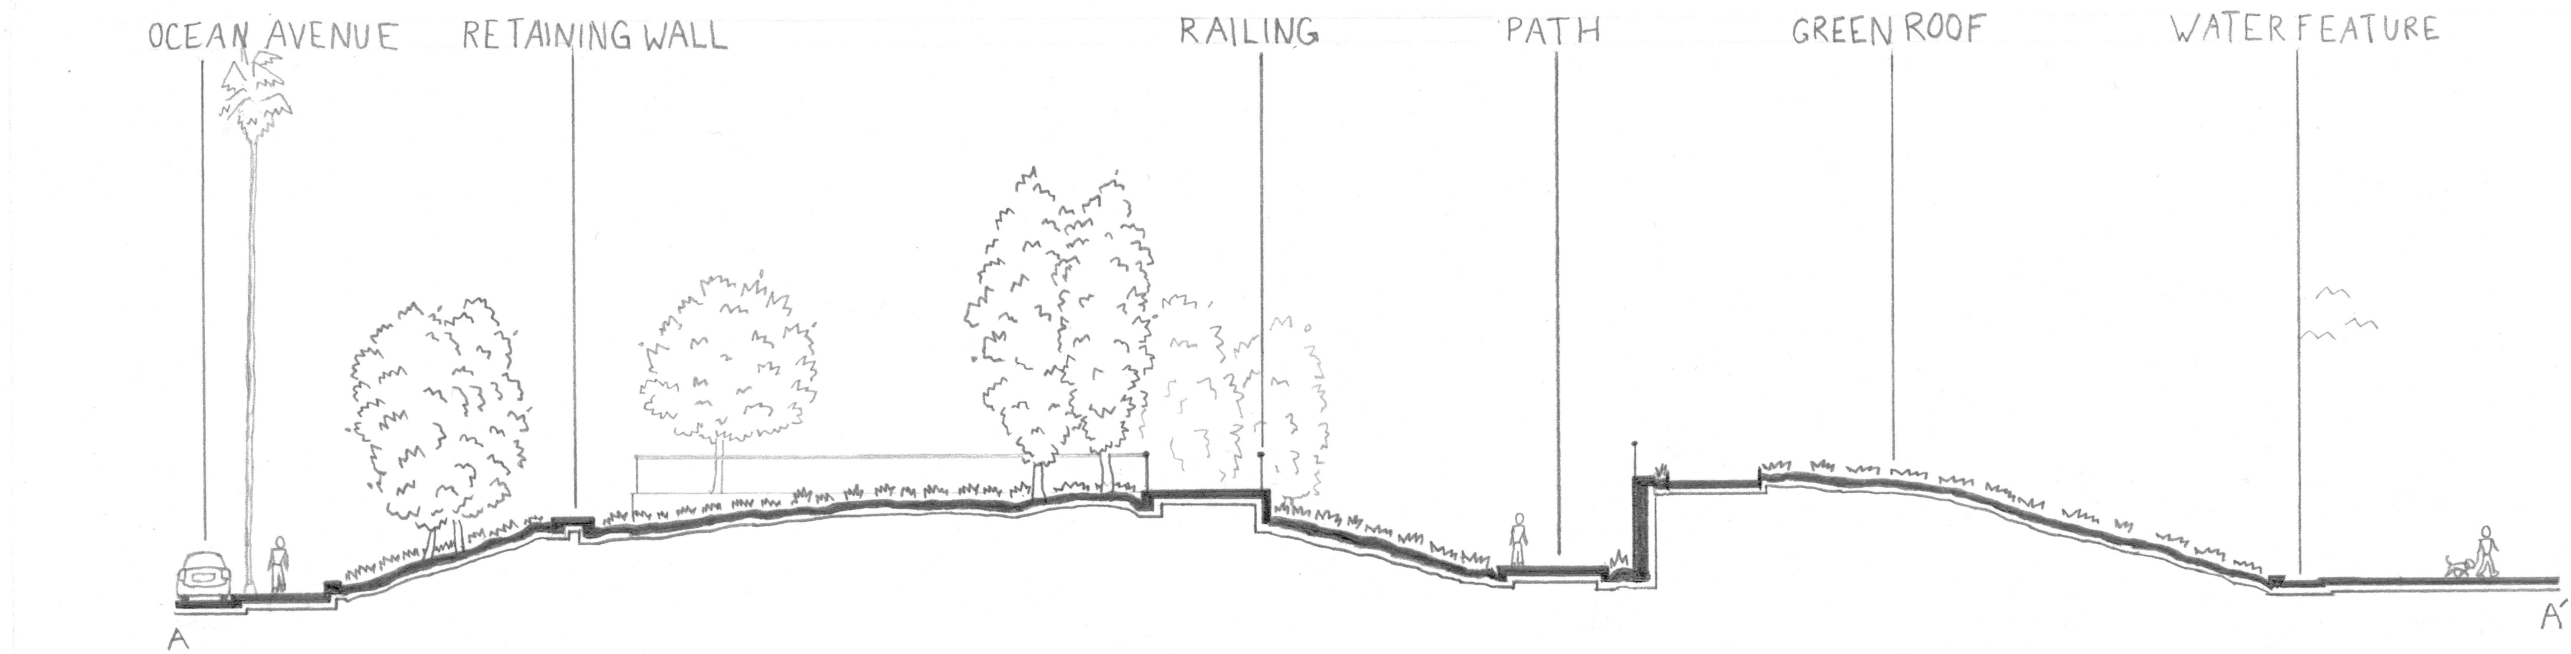 OCEAN AVENUE
RETAINING WALL
RAILING
PATH
GREEN ROOF
WATER FEATURE
A
A´